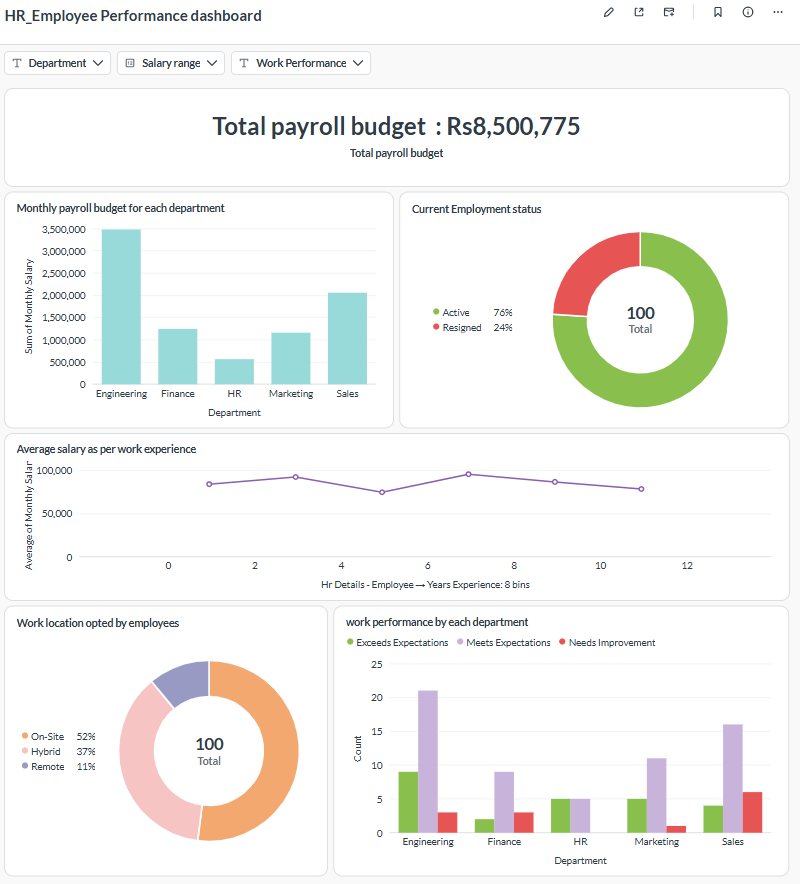 HR_Employee Performance dashboard
Department
Salary range
Work Performance
Total payroll budget : Rs8,500,775
Total payroll budget
Monthly payroll budget for each department
Sum of Monthly Salary
3,500,000
3,000,000
2,500,000
2,000,000
1,500,000
1,000,000
500,000
0
Engineering Finance HR Marketing Sales
Department
Current Employment status
Active 76%
Resigned 24%
100
Total
Average salary as per work experience
Average of Monthly Salar
100,000
50,000
0
0 2 4 6 8 10 12
Hr Details - Employee → Years Experience: 8 bins
Work location opted by employees
On-Site 52%
Hybrid 37%
Remote 11%
100
Total
work performance by each department
Exceeds Expectations Meets Expectations Needs Improvement
Count
25
20
15
10
5
0
Engineering Finance HR Marketing Sales
Department